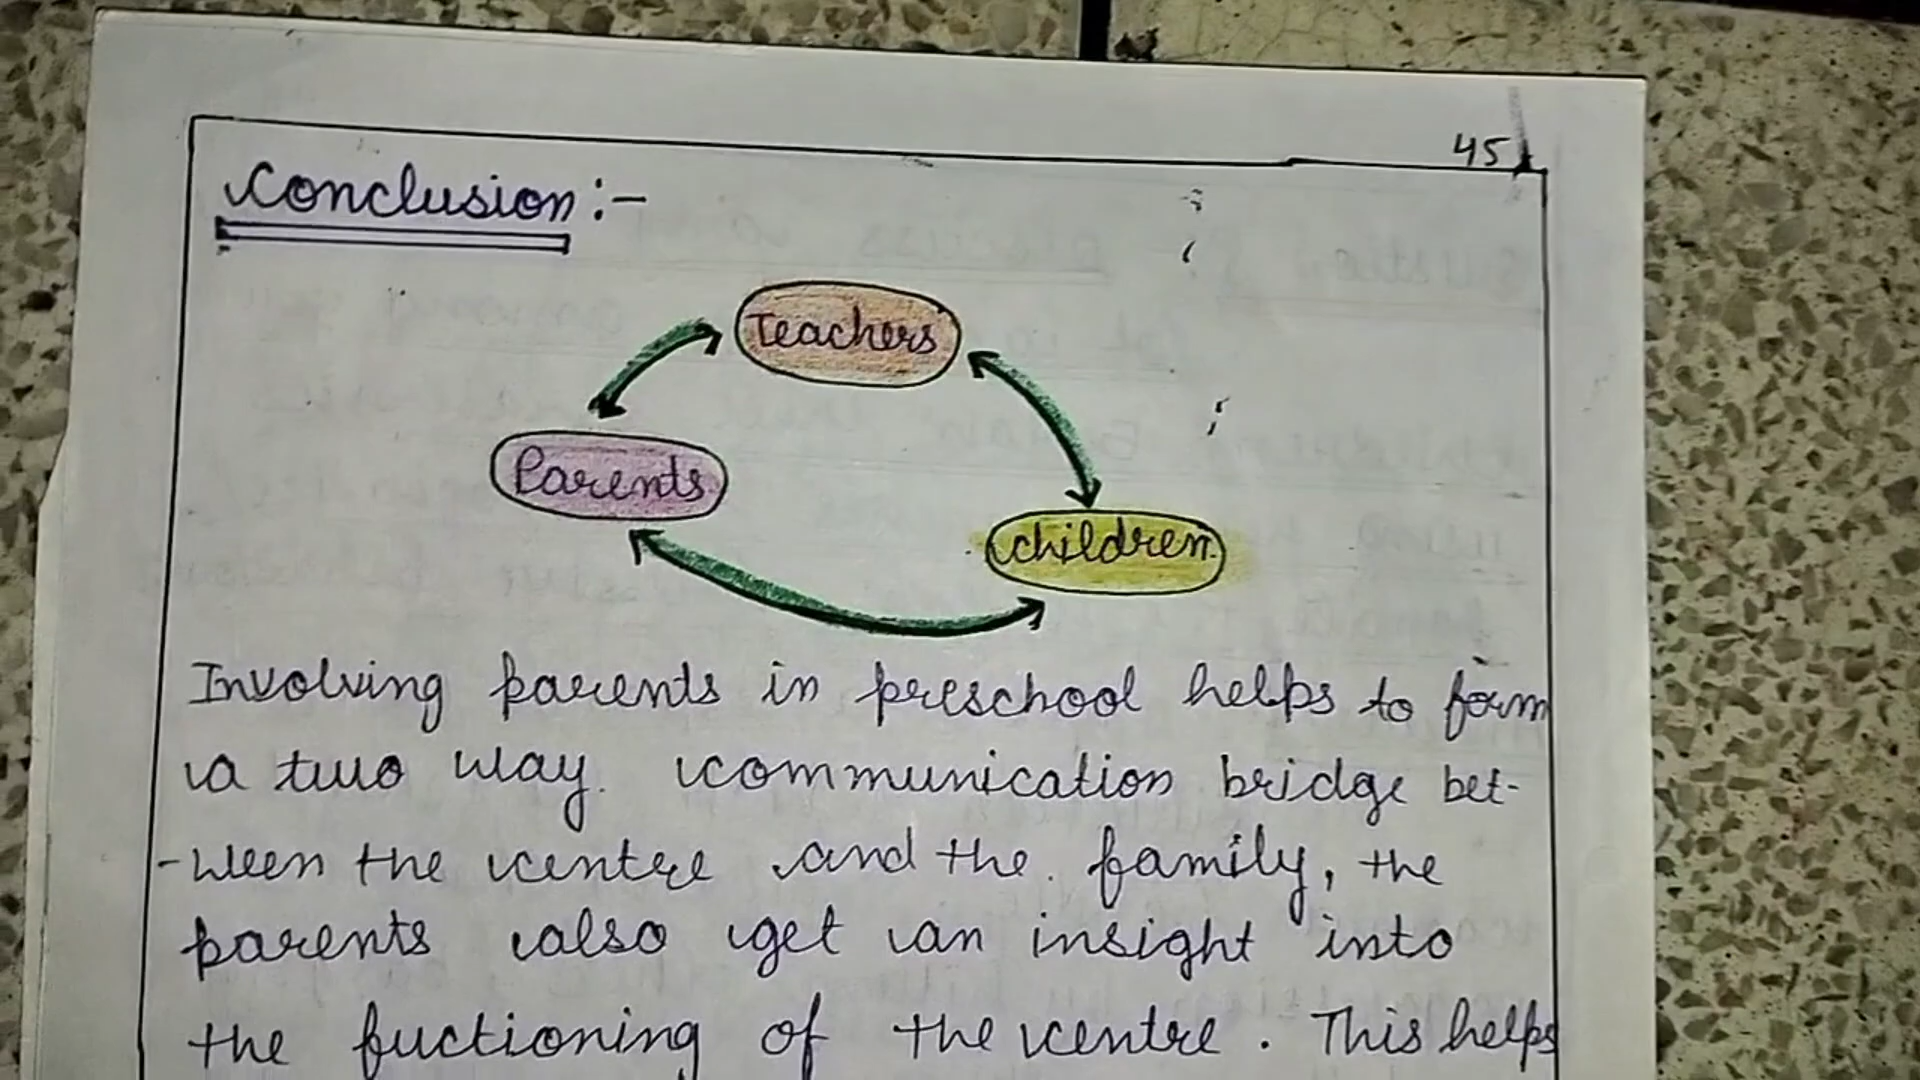 45
Conclusion:-
Teachers
Parents
children
Involving parents in preschool helps to form
a two way communication bridge bet-
-ween the centre and the family, the
parents also get an insight into
the fuctioning of the centre. This helps